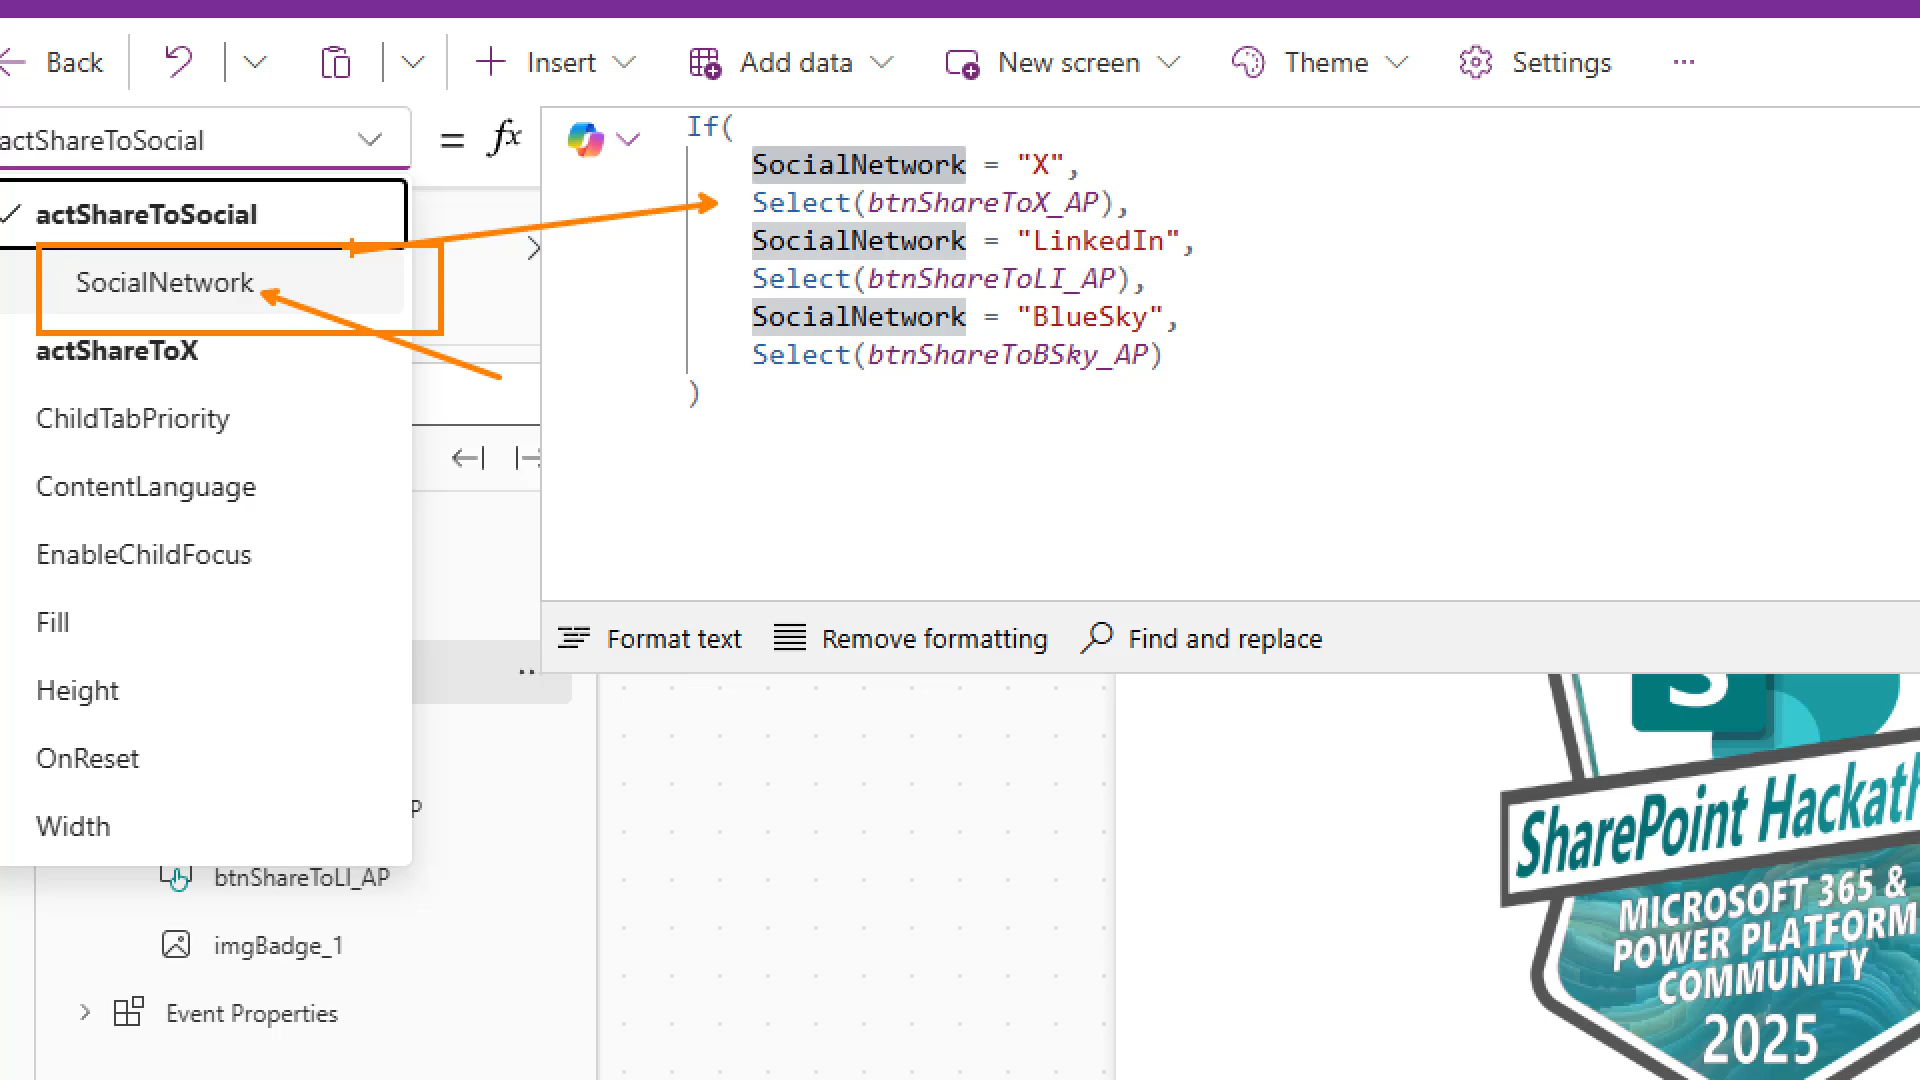 Back
Insert
Add data
New screen
Theme
Settings
actShareToSocial
= fx
If(
SocialNetwork = "X",
Select(btnShareToX_AP),
SocialNetwork = "LinkedIn",
Select(btnShareToLI_AP),
SocialNetwork = "BlueSky",
Select(btnShareToBSky_AP)
)
actShareToSocial
SocialNetwork
actShareToX
ChildTabPriority
ContentLanguage
EnableChildFocus
Fill
Height
OnReset
Width
Format text
Remove formatting
Find and replace
P
btnShareToLI_AP
imgBadge_1
Event Properties
S
SharePoint Hackath
MICROSOFT 365 &
POWER PLATFORM
COMMUNITY
2025